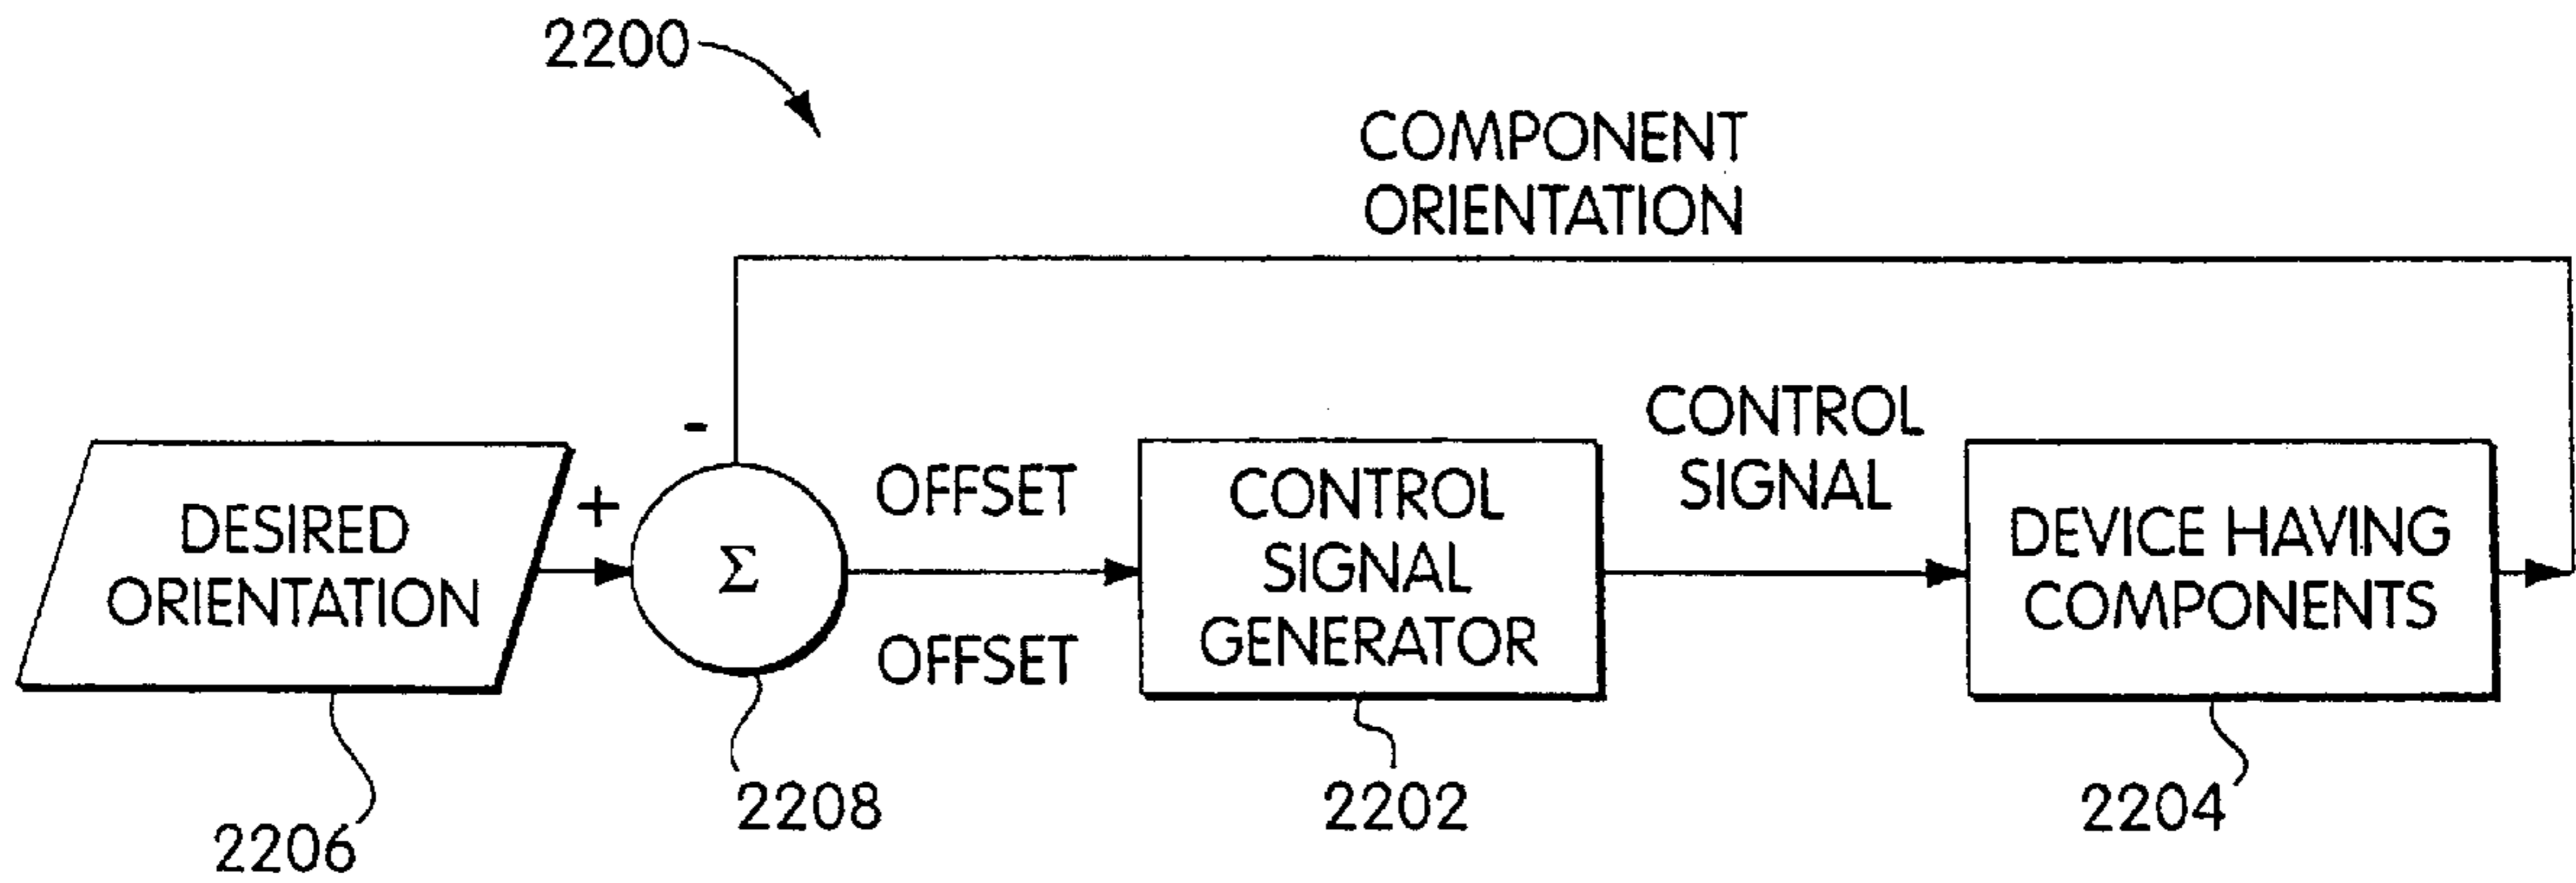 2200
COMPONENT
ORIENTATION
-
CONTROL
SIGNAL
+
DESIRED
ORIENTATION
Σ
OFFSET
OFFSET
CONTROL
SIGNAL
GENERATOR
DEVICE HAVING
COMPONENTS
2206
2208
2202
2204